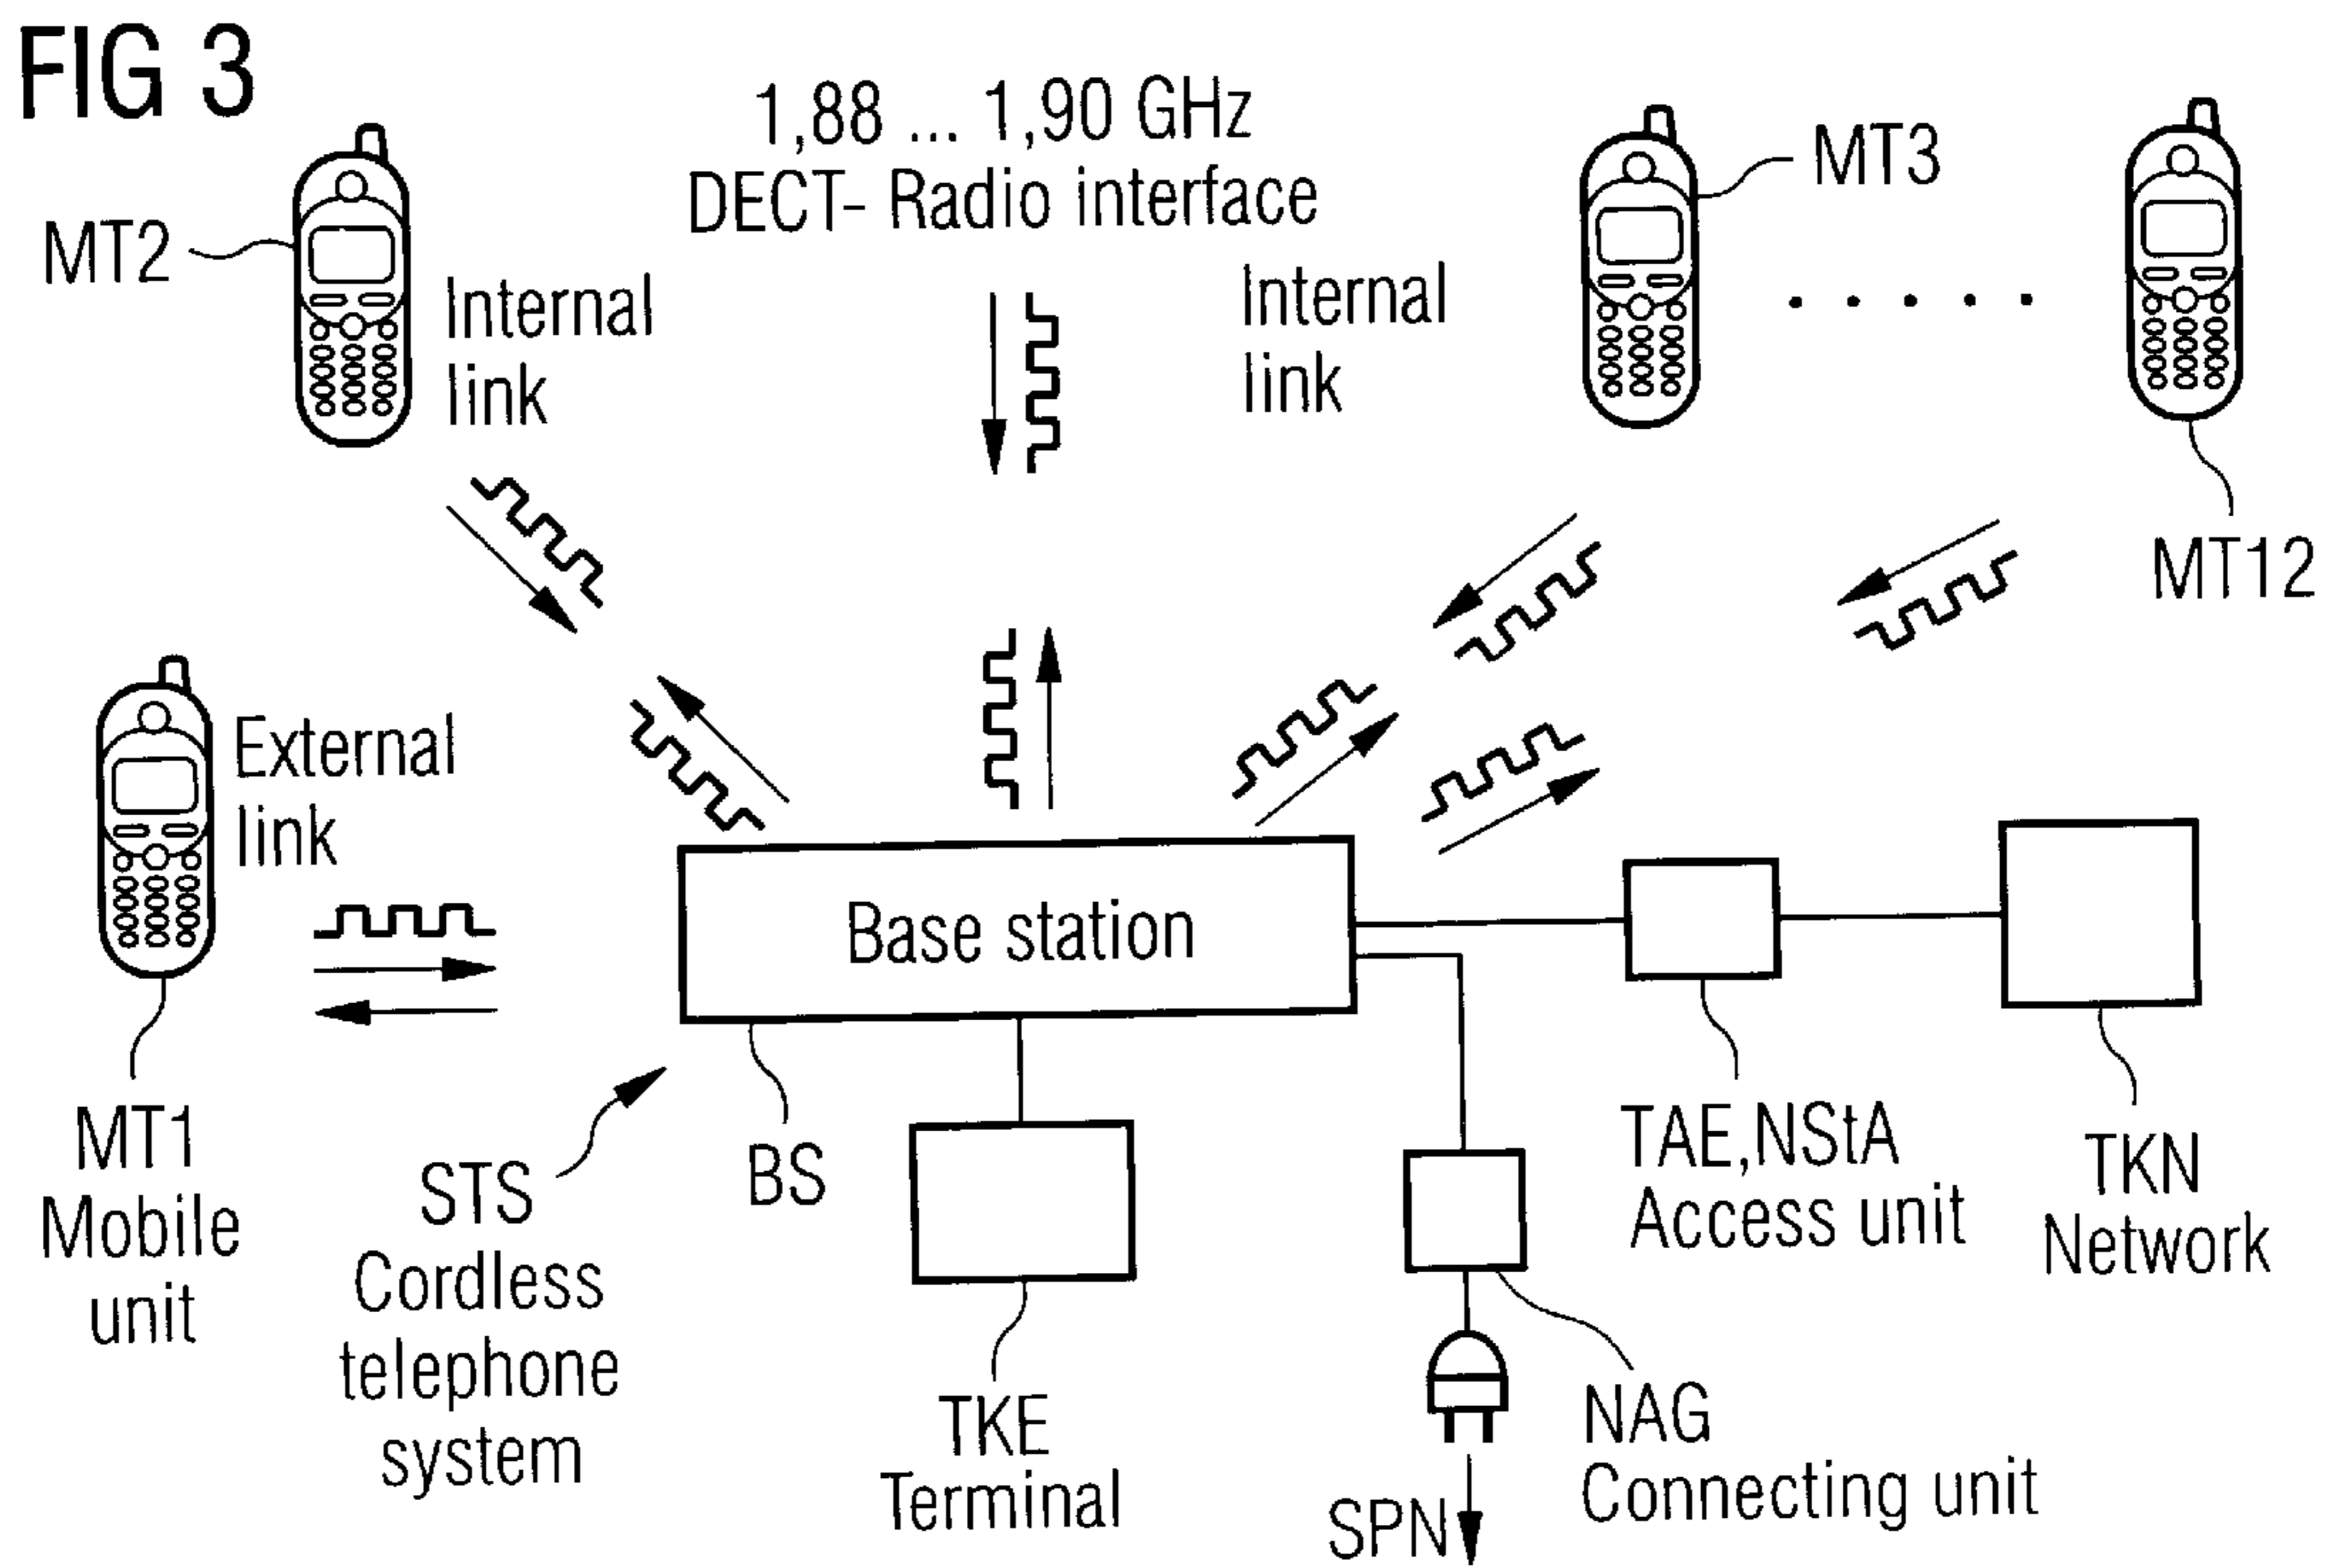 FIG 3
1,88 ... 1,90 GHz
DECT- Radio interface
MT2
Internal
link
Internal
link
MT3
MT12
External
link
Base station
MT1
Mobile
unit
STS
Cordless
telephone
system
BS
TKE
Terminal
TAE,NStA
Access unit
TKN
Network
NAG
Connecting unit
SPN